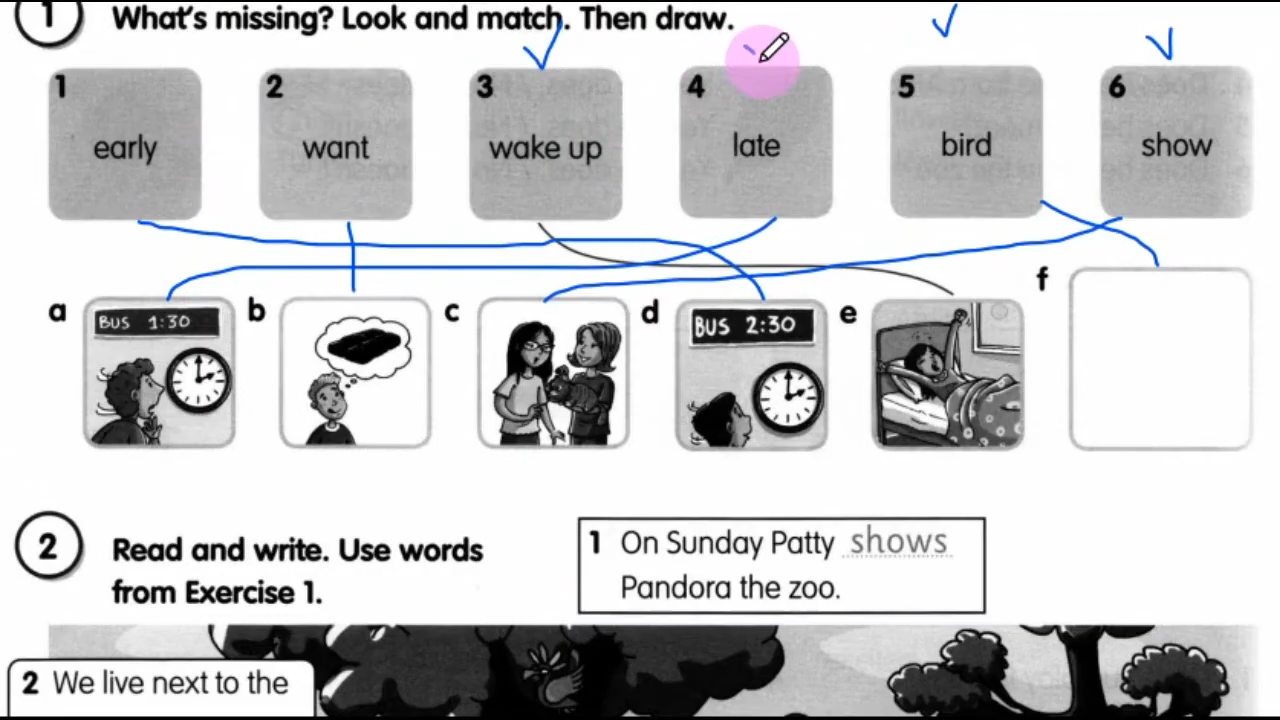 1 What's missing? Look and match. Then draw.
1 2 3 4 5 6
early want wake up late bird show
a b c d e f
BUS 1:30 BUS 2:30
2 Read and write. Use words
from Exercise 1.
1 On Sunday Patty shows
Pandora the zoo.
2 We live next to the